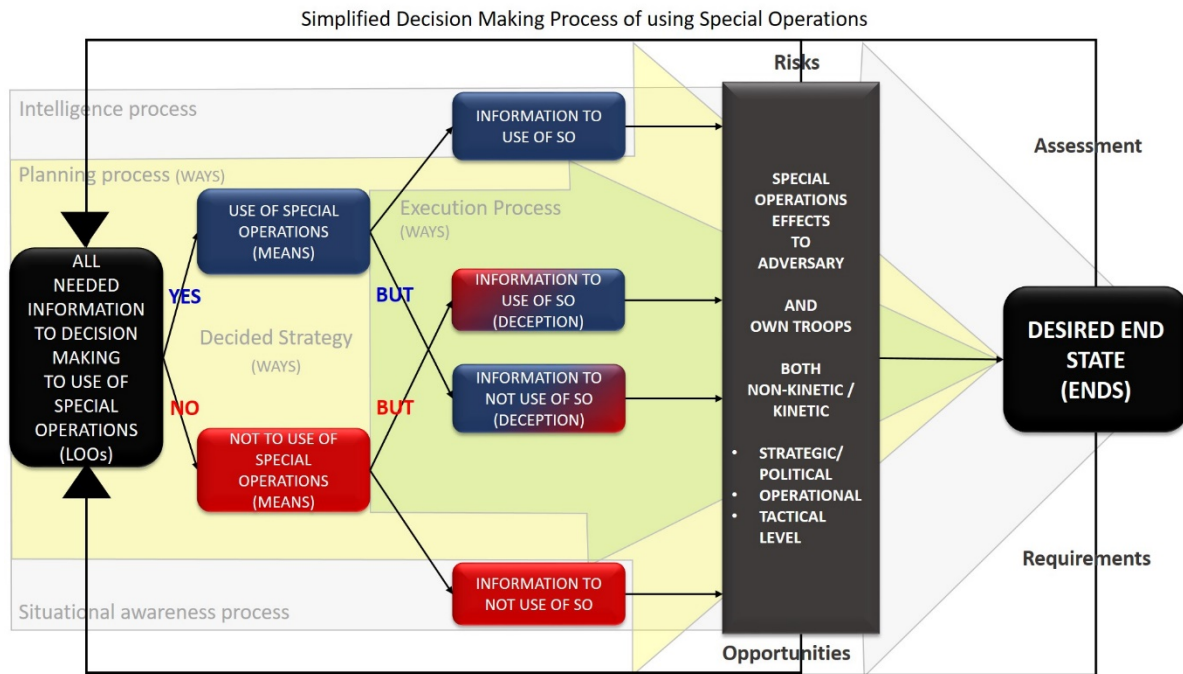 Simplified Decision Making Process of using Special Operations
Risks
Intelligence process
Assessment
Planning process (WAYS)
INFORMATION TO
USE OF SO
USE OF SPECIAL
OPERATIONS
(MEANS)
Execution Process
(WAYS)
ALL
NEEDED
INFORMATION
TO DECISION
MAKING
TO USE OF
SPECIAL
OPERATIONS
(LOOs)
YES
BUT
Decided Strategy
(WAYS)
NO
BUT
INFORMATION TO
USE OF SO
(DECEPTION)
INFORMATION TO
NOT USE OF SO
(DECEPTION)
NOT TO USE OF
SPECIAL
OPERATIONS
(MEANS)
INFORMATION TO
NOT USE OF SO
Situational awareness process
SPECIAL
OPERATIONS
EFFECTS
TO
ADVERSARY
AND
OWN TROOPS
BOTH
NON-KINETIC /
KINETIC
• STRATEGIC/
POLITICAL
• OPERATIONAL
• TACTICAL
LEVEL
DESIRED END
STATE
(ENDS)
Requirements
Opportunities